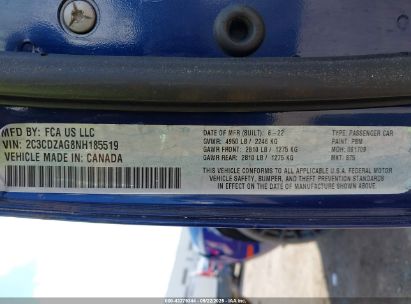 MFD BY: FCA US LLC
VIN: 2C3CDZAG8NH185519
VEHICLE MADE IN: CANADA
DATE OF MFR (BUILT): 6-22
GVWR: 4950 LB / 2246 KG
GAWR FRONT: 2810 LB / 1275 KG
GAWR REAR: 2810 LB / 1275 KG
TYPE: PASSENGER CAR
PAINT: PBM
MDH:
MKT:
THIS VEHICLE CONFORMS TO ALL APPLICABLE U.S.A. FEDERAL MOTOR
VEHICLE SAFETY, BUMPER, AND THEFT PREVENTION STANDARDS
IN EFFECT ON THE DATE OF MANUFACTURE SHOWN ABOVE.